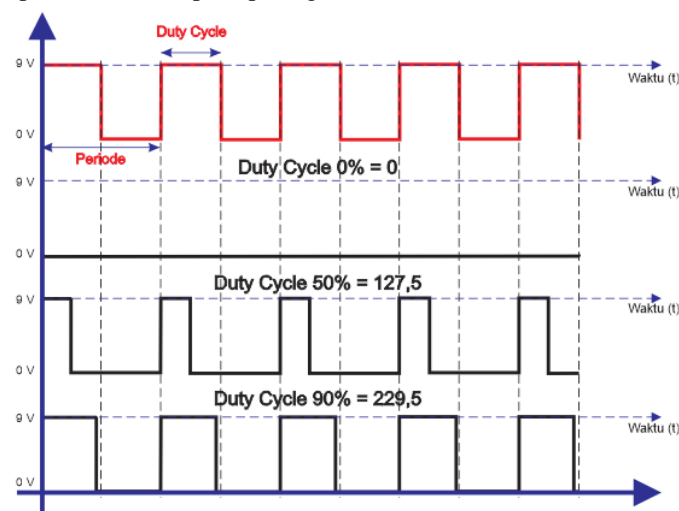 Duty Cycle
9 V
Waktu (t)
0 V
Periode
Duty Cycle 0% = 0
9 V
Waktu (t)
0 V
Duty Cycle 50% = 127,5
9 V
Waktu (t)
0 V
Duty Cycle 90% = 229,5
9 V
Waktu (t)
0 V